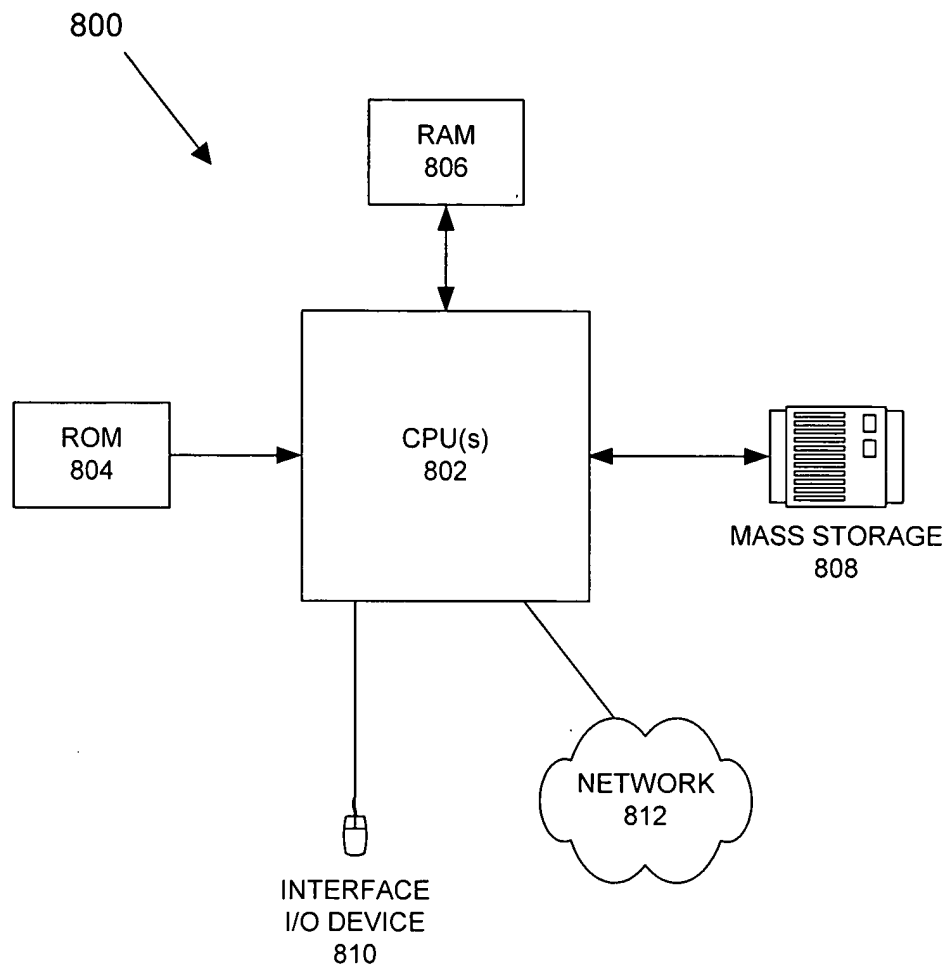 800
RAM
806
ROM
804
CPU(s)
802
MASS STORAGE
808
NETWORK
812
INTERFACE
I/O DEVICE
810